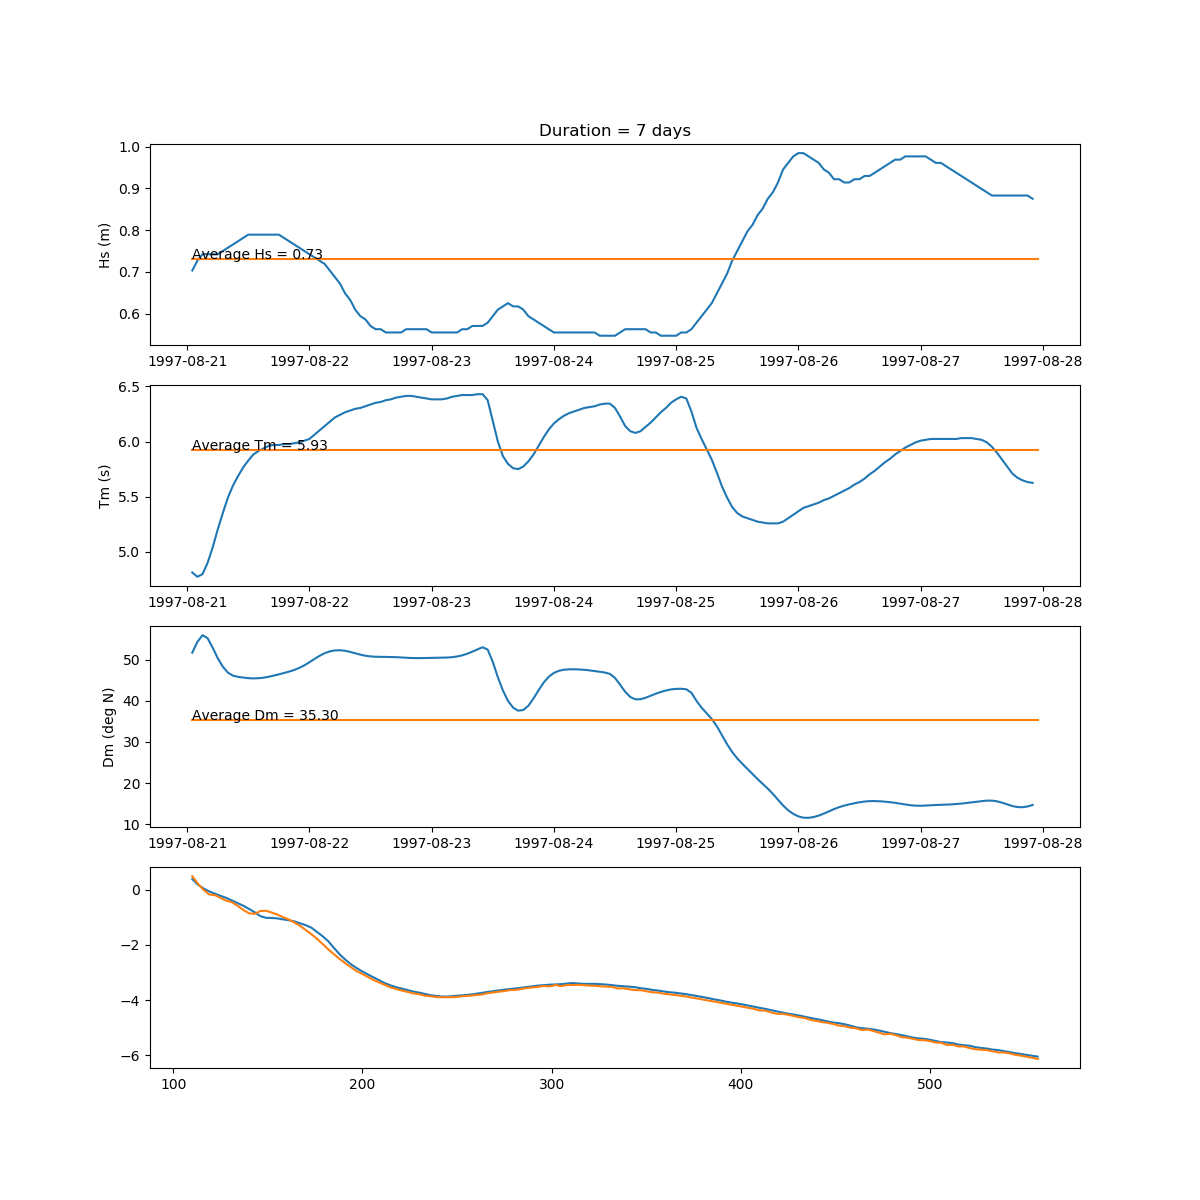 Duration = 7 days
1.0
0.9
0.8
0.7
0.6
Hs (m)
Average Hs = 0.73
1997-08-21 1997-08-22 1997-08-23 1997-08-24 1997-08-25 1997-08-26 1997-08-27 1997-08-28
6.5
6.0
5.5
5.0
Tm (s)
Average Tm = 5.93
1997-08-21 1997-08-22 1997-08-23 1997-08-24 1997-08-25 1997-08-26 1997-08-27 1997-08-28
50
40
30
20
10
Dm (deg N)
Average Dm = 35.30
1997-08-21 1997-08-22 1997-08-23 1997-08-24 1997-08-25 1997-08-26 1997-08-27 1997-08-28
0
−2
−4
−6
100 200 300 400 500